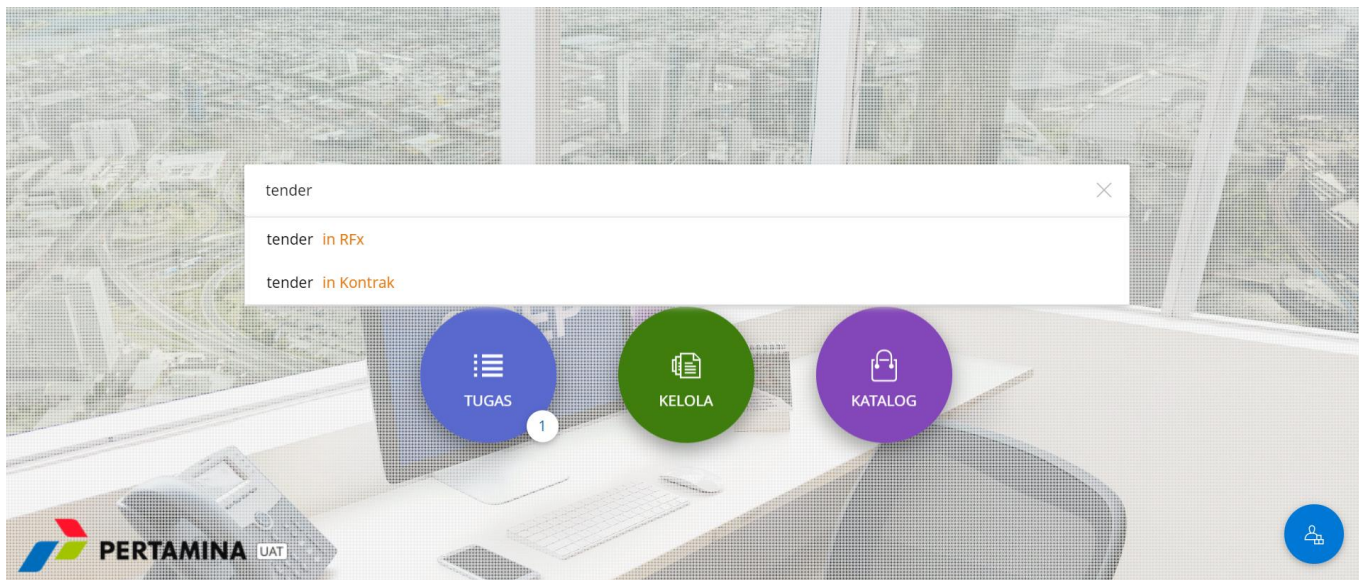 tender
tender in RFx
tender in Kontrak
TUGAS
1
KELOLA
KATALOG
PERTAMINA UAT